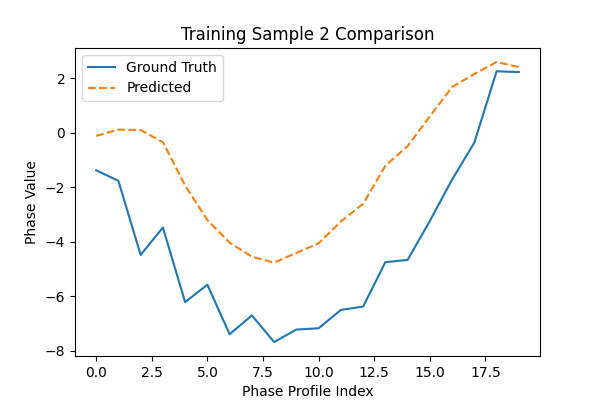 Training Sample 2 Comparison
Ground Truth
Predicted
Phase Value
2
0
−2
−4
−6
−8
0.0 2.5 5.0 7.5 10.0 12.5 15.0 17.5
Phase Profile Index